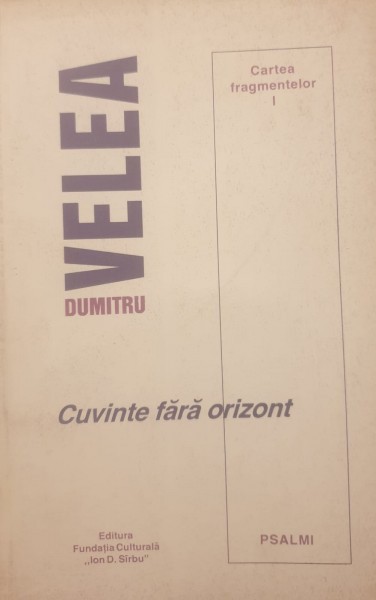 DUMITRU
VELEA
Cartea
fragmentelor
I
Cuvinte fără orizont
Editura
Fundația Culturală
„Ion D. Sîrbu"
PSALMI